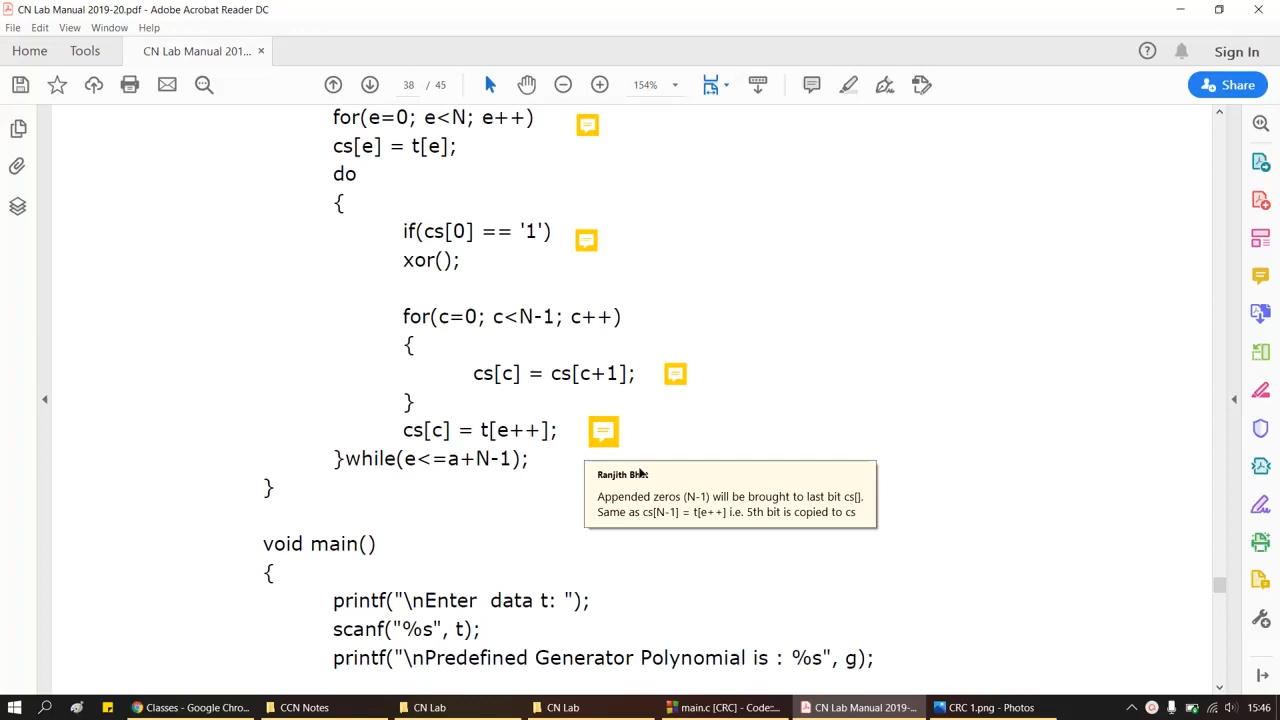 CN Lab Manual 2019-20.pdf - Adobe Acrobat Reader DC
File Edit View Window Help
Home Tools CN Lab Manual 201... × Sign In
38 / 45 154% Share
for(e=0; e<N; e++)
cs[e] = t[e];
do
{
if(cs[0] == '1')
xor();
for(c=0; c<N-1; c++)
{
cs[c] = cs[c+1];
}
cs[c] = t[e++];
}while(e<=a+N-1);
Ranjith Bhat
Appended zeros (N-1) will be brought to last bit cs[].
Same as cs[N-1] = t[e++] i.e. 5th bit is copied to cs
}
void main()
{
printf("\nEnter  data t: ");
scanf("%s", t);
printf("\nPredefined Generator Polynomial is : %s", g);
Classes - Google Chro... CCN Notes CN Lab CN Lab main.c [CRC] - Code:... CN Lab Manual 2019-... CRC 1.png - Photos 15:46